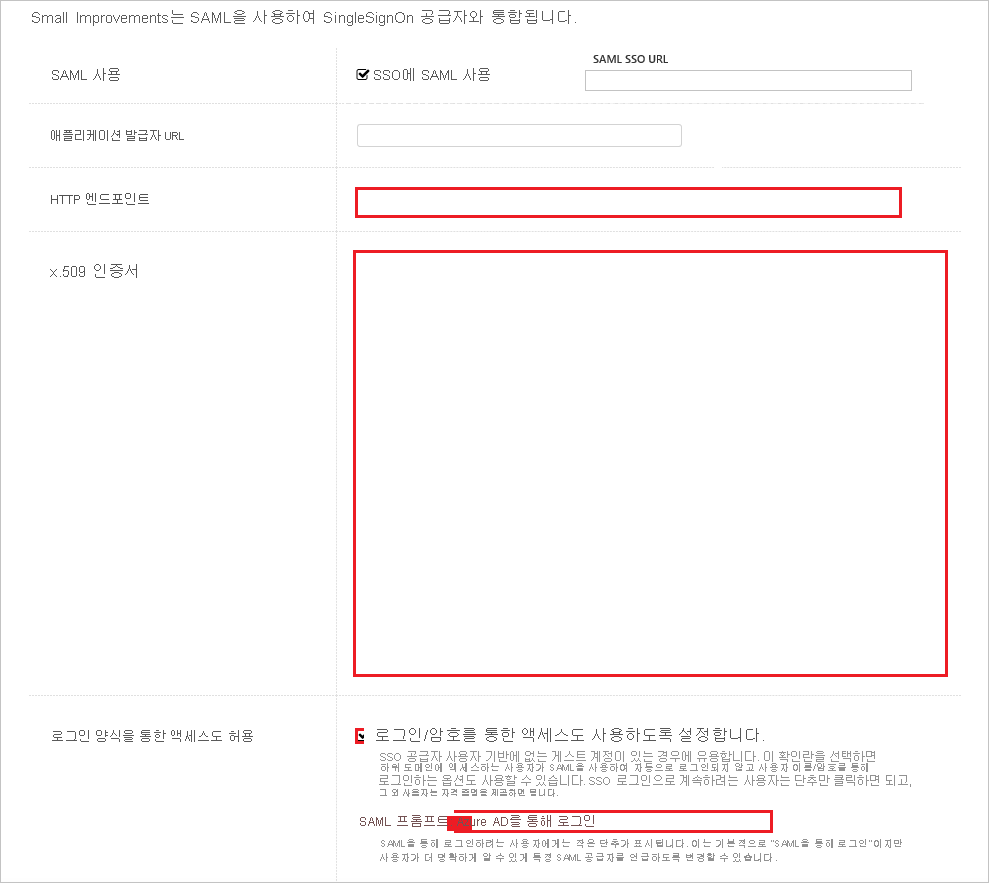 Small Improvements는 SAML을 사용하여 SingleSignOn 공급자와 통합됩니다.
SAML 사용
SSO에 SAML 사용
SAML SSO URL
애플리케이션 발급자 URL
HTTP 엔드포인트
x.509 인증서
로그인 양식을 통한 액세스도 허용
로그인/암호를 통한 액세스도 사용하도록 설정합니다.
SSO 공급자 사용자 기반에 없는 게스트 계정이 있는 경우에 유용합니다. 이 확인란을 선택하면
하위 도메인에 액세스하는 사용자가 SAML을 사용하여 자동으로 로그인되지 않고 사용자 이름/암호를 통해
로그인하는 옵션도 사용할 수 있습니다. SSO 로그인으로 계속하려는 사용자는 단추만 클릭하면 되고,
그 외 사용자는 자격 증명을 제공하면 됩니다.
SAML 프롬프트 ure AD를 통해 로그인
SAML을 통해 로그인하려는 사용자에게는 작은 단추가 표시됩니다. 이는 기본적으로 "SAML을 통해 로그인"이지만
사용자가 더 명확하게 알 수 있게 특정 SAML 공급자를 언급하도록 변경할 수 있습니다.